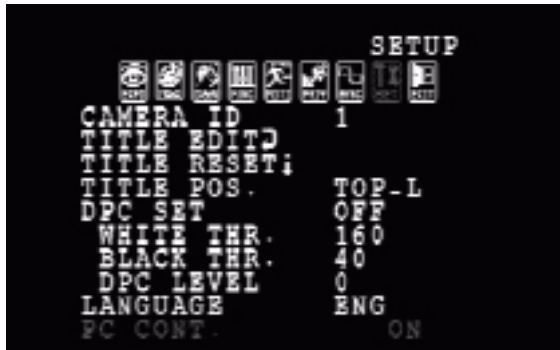 SETUP
CAMERA ID 1
TITLE EDIT
TITLE RESET
TITLE POS. TOP-L
DPC SET OFF
WHITE THR. 160
BLACK THR. 40
DPC LEVEL 0
LANGUAGE ENG
PC CONT. ON